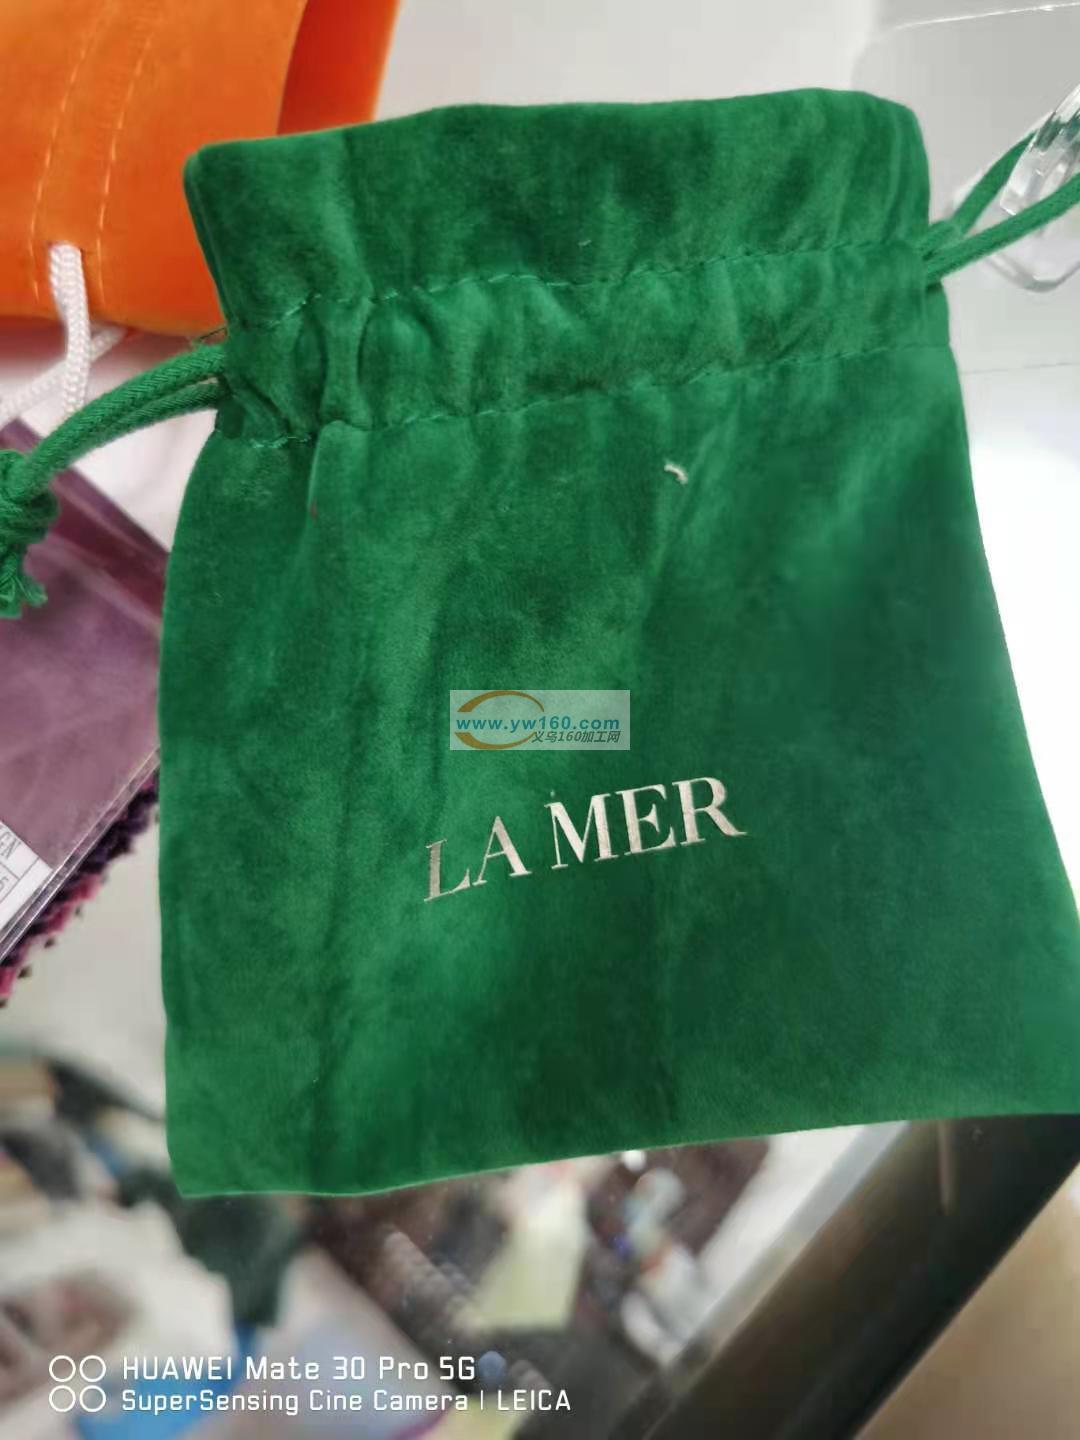 www.yw160.com
义乌160加工网
LA MER
HUAWEI Mate 30 Pro 5G
SuperSensing Cine Camera | LEICA